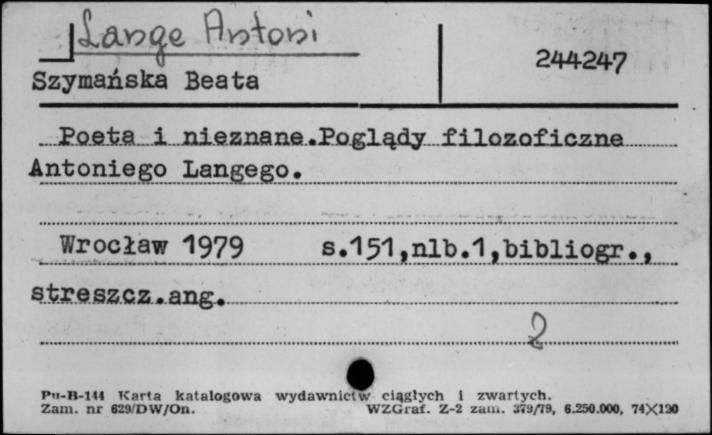 Lange Antoni
244247
Szymańska Beata
Poeta i nieznane.Poglądy filozoficzne
Antoniego Langego.
Wrocław 1979 s.151,nlb.1,bibliogr.,
streszcz.ang.
2
Pu-B-144 Karta katalogowa wydawnictw ciągłych i zwartych.
Zam. nr 629/DW/On. WZGraf. Z-2 zam. 379/79, 6.250.000, 74X120